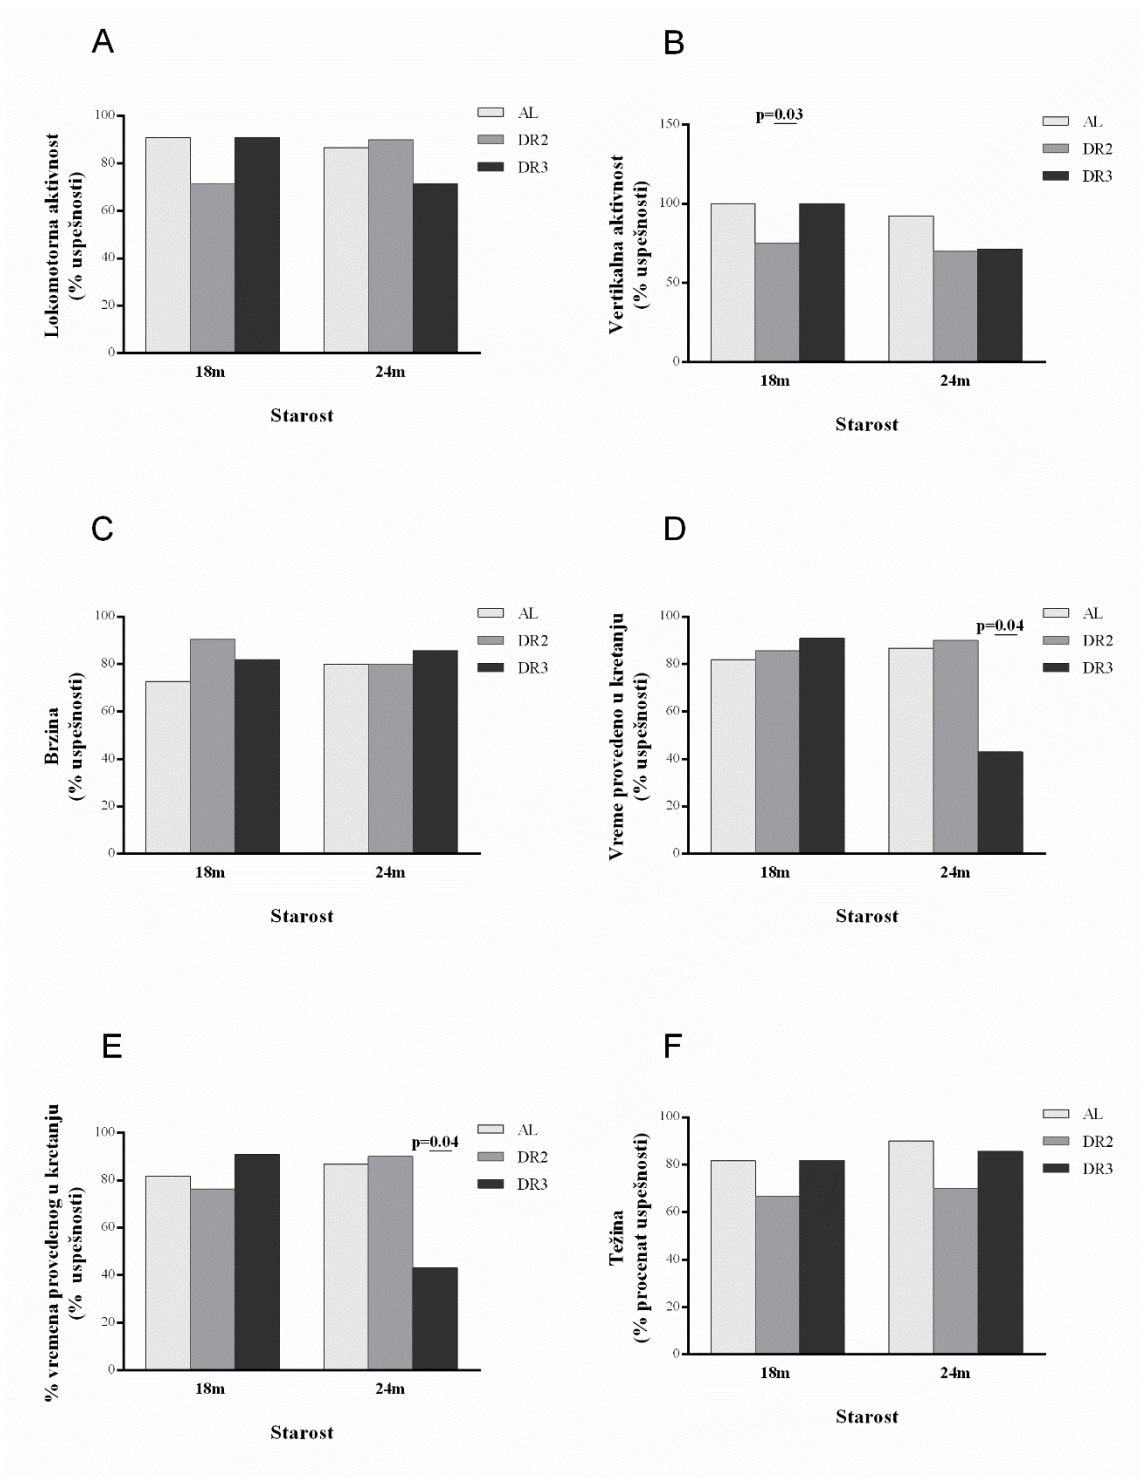 A
Lokomotorna aktivnost
(% uspešnosti)
100
80
60
40
20
0
18m
24m
Starost
AL
DR2
DR3
B
Vertikalna aktivnost
(% uspešnosti)
150
100
50
0
p=0.03
18m
24m
Starost
AL
DR2
DR3
C
Brzina
(% uspešnosti)
100
80
60
40
20
0
18m
24m
Starost
AL
DR2
DR3
D
Vreme provedeno u kretanju
(% uspešnosti)
100
80
60
40
20
0
p=0.04
18m
24m
Starost
AL
DR2
DR3
E
% vremena provedenog u kretanju
(% uspešnosti)
100
80
60
40
20
0
p=0.04
18m
24m
Starost
AL
DR2
DR3
F
Težina
(% procenat uspešnosti)
100
80
60
40
20
0
18m
24m
Starost
AL
DR2
DR3